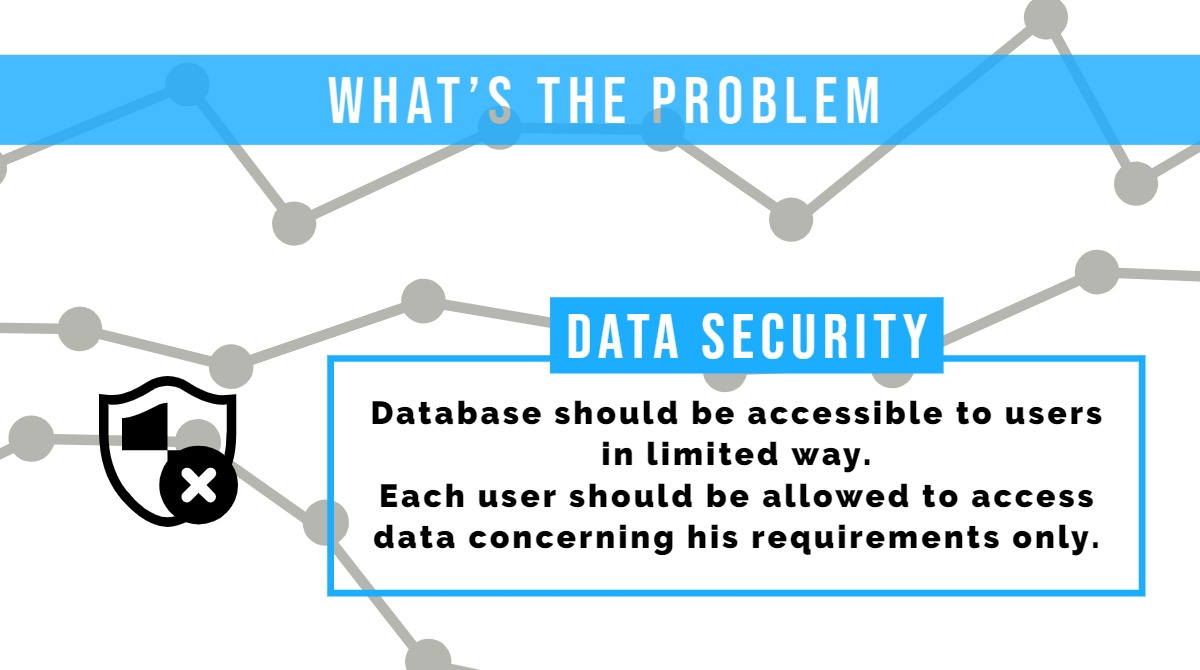 WHAT’S THE PROBLEM
DATA SECURITY
Database should be accessible to users
in limited way.
Each user should be allowed to access
data concerning his requirements only.